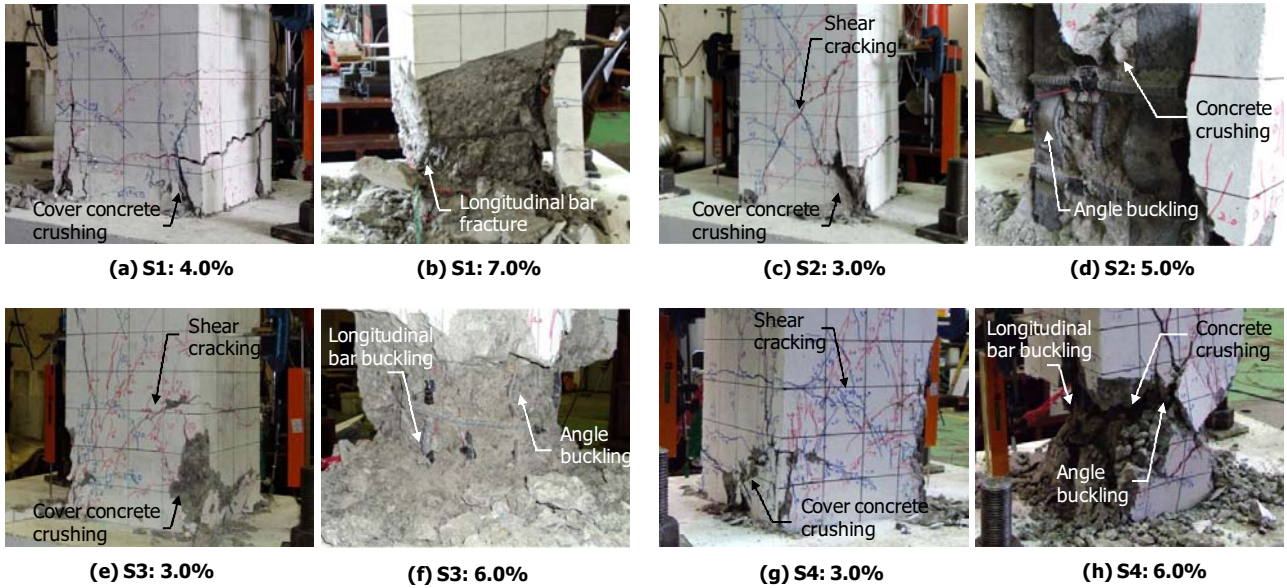 Cover concrete
crushing
(a) S1: 4.0%
Longitudinal bar
fracture
(b) S1: 7.0%
Shear
cracking
Cover concrete
crushing
(c) S2: 3.0%
Concrete
crushing
Angle buckling
2.0
(d) S2: 5.0%
Shear
cracking
Cover concrete
crushing
(e) S3: 3.0%
Longitudinal
bar buckling
Angle
buckling
(f) S3: 6.0%
Shear
cracking
Cover concrete
crushing
(g) S4: 3.0%
Longitudinal
bar buckling
Concrete
crushing
Angle
buckling
(h) S4: 6.0%